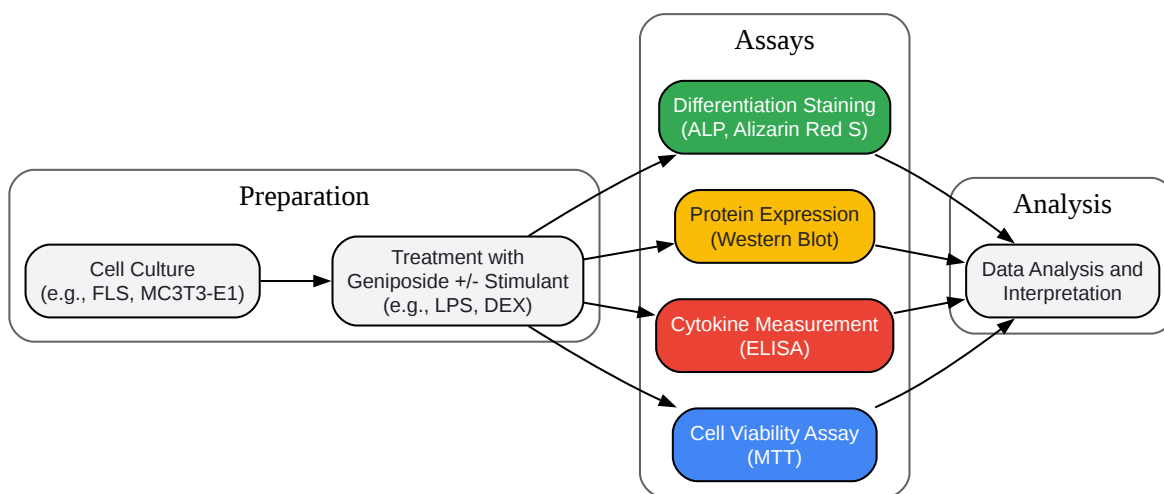 Preparation
Cell Culture
(e.g., FLS, MC3T3-E1)
Treatment with
Geniposide +/- Stimulant
(e.g., LPS, DEX)
Assays
Differentiation Staining
(ALP, Alizarin Red S)
Protein Expression
(Western Blot)
Cytokine Measurement
(ELISA)
Cell Viability Assay
(MTT)
Analysis
Data Analysis and
Interpretation